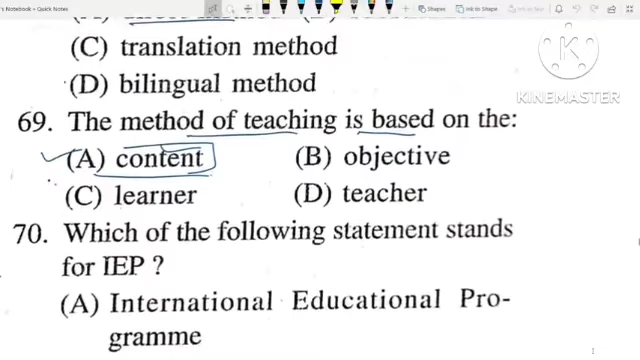 's Notebook » Quick Notes
Shapes
Ink to Shape
(C) translation method
(D) bilingual method
KINEMASTER
69. The method of teaching is based on the:
(A) content (B) objective
(C) learner (D) teacher
70. Which of the following statement stands
for IEP ?
(A) International Educational Pro-
gramme